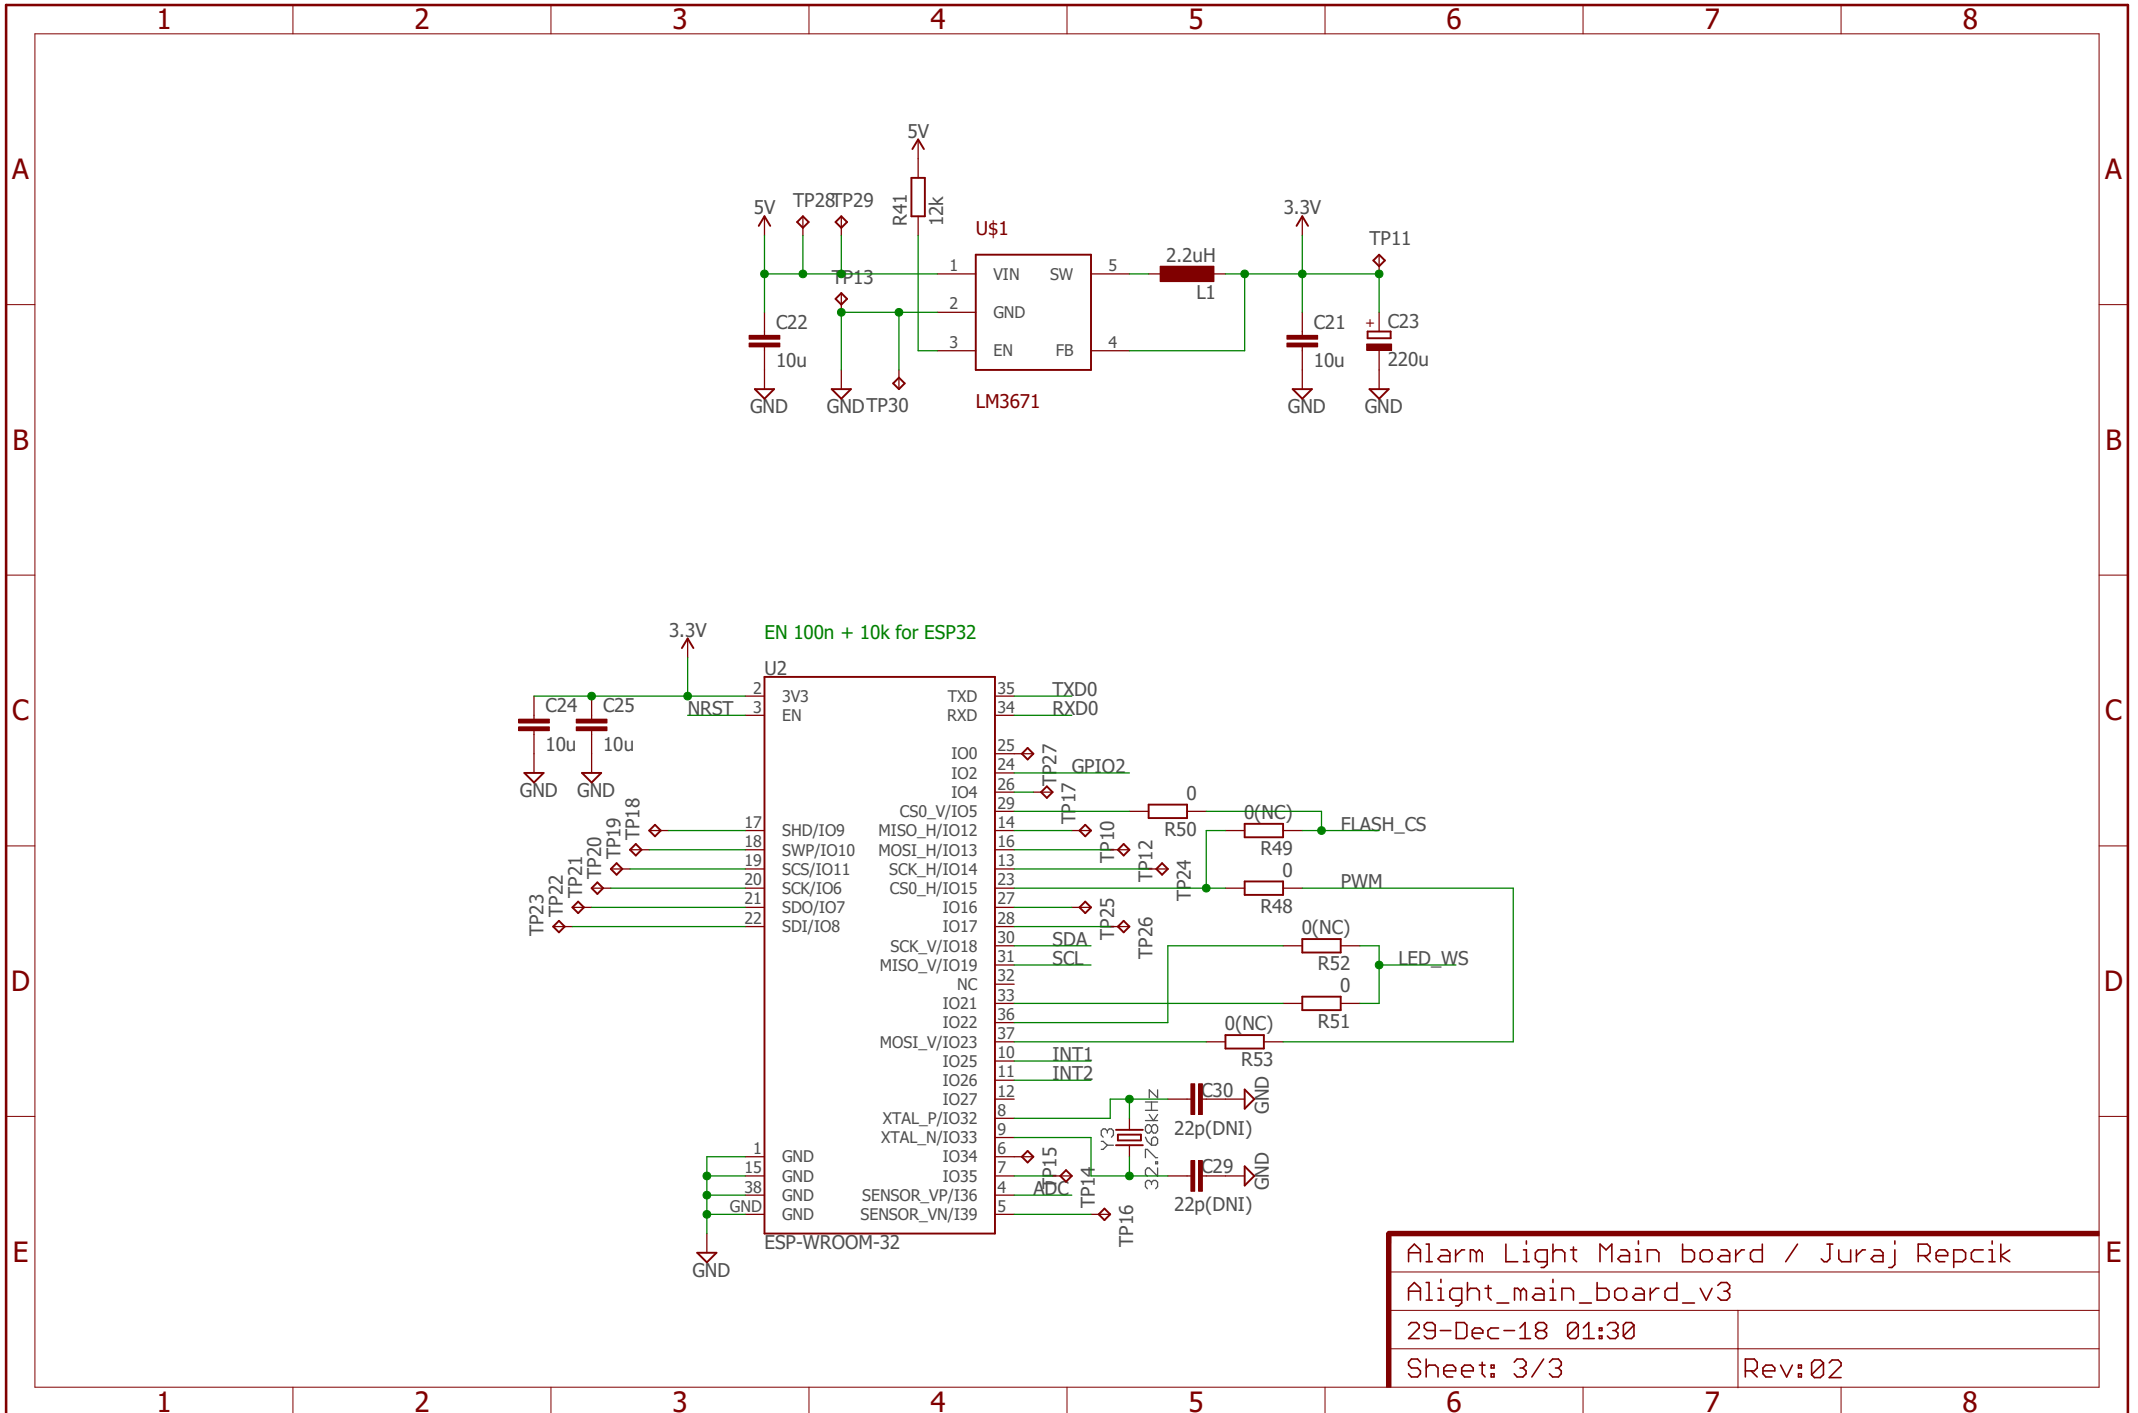 1 2 3 4 5 6 7 8
A A
5V
5V TP28 TP29 R41 12k 3.3V
U$1 TP11
1 VIN SW 5 2.2uH
TP13 L1
2 GND
C22 10u
3 EN FB 4
C21 10u
+ C23 220u
GND GND TP30 LM3671 GND GND
B B
3.3V EN 100n + 10k for ESP32
U2
C C
2 3V3 TXD 35 TXD0
NRST 3 EN RXD 34 RXD0
C24 10u C25 10u
GND GND
IO0 25 TP27
IO2 24 GPIO2
IO4 26 TP17
CS0_V/IO5 29 0 R50
TP18 17 SHD/IO9 MISO_H/IO12 14 TP10 0(NC) R49 FLASH_CS
TP19 18 SWP/IO10 MOSI_H/IO13 16 TP12
TP20 19 SCS/IO11 SCK_H/IO14 13 TP24
TP21 20 SCK/IO6 CS0_H/IO15 23 0 R48 PWM
TP22 21 SDO/IO7 IO16 27 TP25
TP23 22 SDI/IO8 IO17 28 TP26
SCK_V/IO18 30 SDA 0(NC) R52
MISO_V/IO19 31 SCL LED_WS
NC 32
D D
IO21 33 0 R51
IO22 36
MOSI_V/IO23 37 0(NC) R53
IO25 10 INT1
IO26 11 INT2
IO27 12
XTAL_P/IO32 8 C30 22p(DNI) GND
XTAL_N/IO33 9 Y3 32.768kHz
1 GND IO34 6 TP15
15 GND IO35 7 TP14 C29 22p(DNI) GND
38 GND SENSOR_VP/I36 4 ADC
GND GND SENSOR_VN/I39 5 TP16
ESP-WROOM-32
GND
E E
Alarm Light Main board / Juraj Repcik
Alight_main_board_v3
29-Dec-18 01:30
Sheet: 3/3 Rev:02
1 2 3 4 5 6 7 8